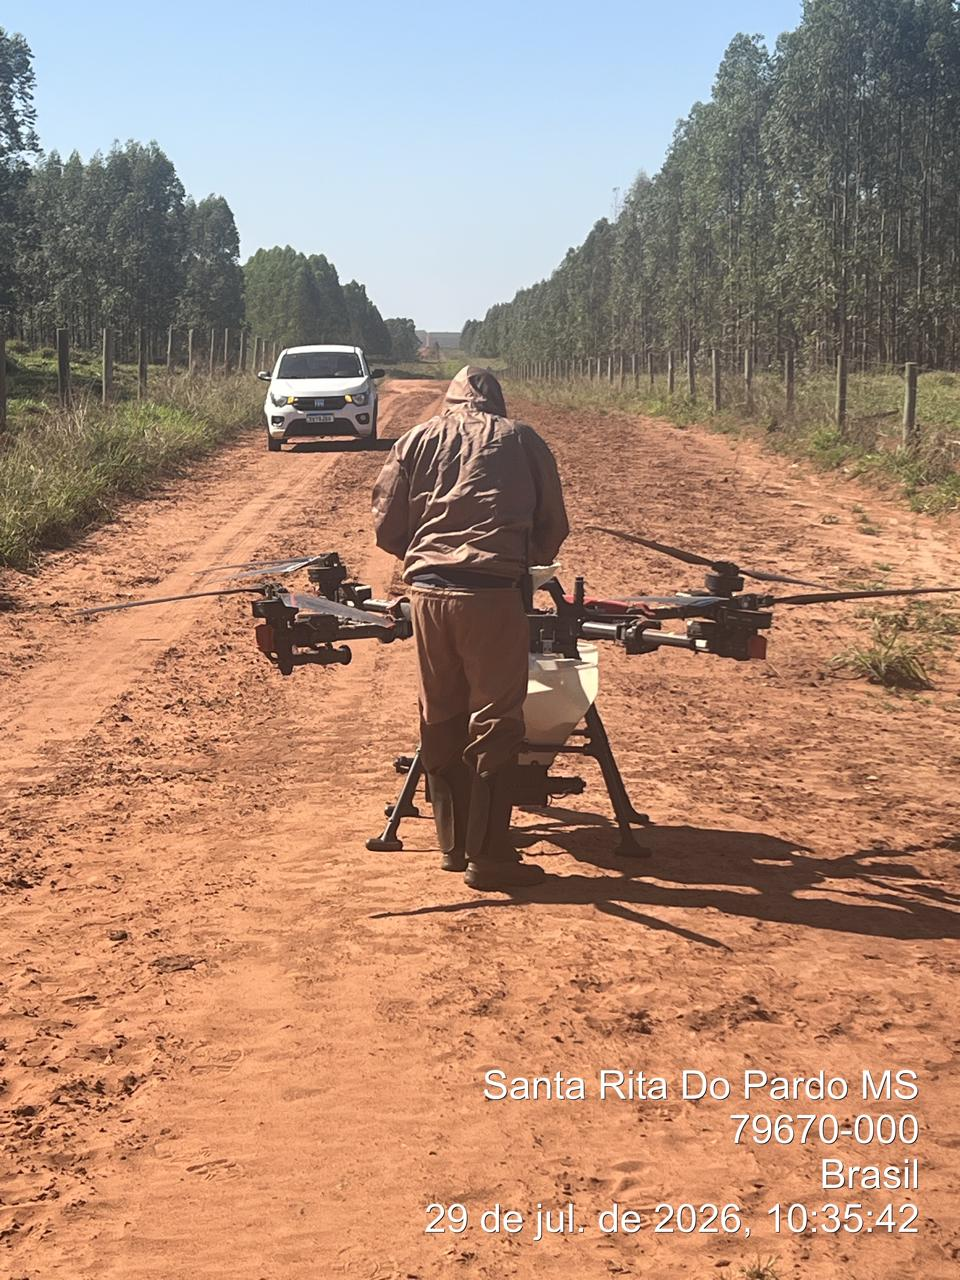 Santa Rita Do Pardo MS
79670-000
Brasil
29 de jul. de 2026, 10:35:42